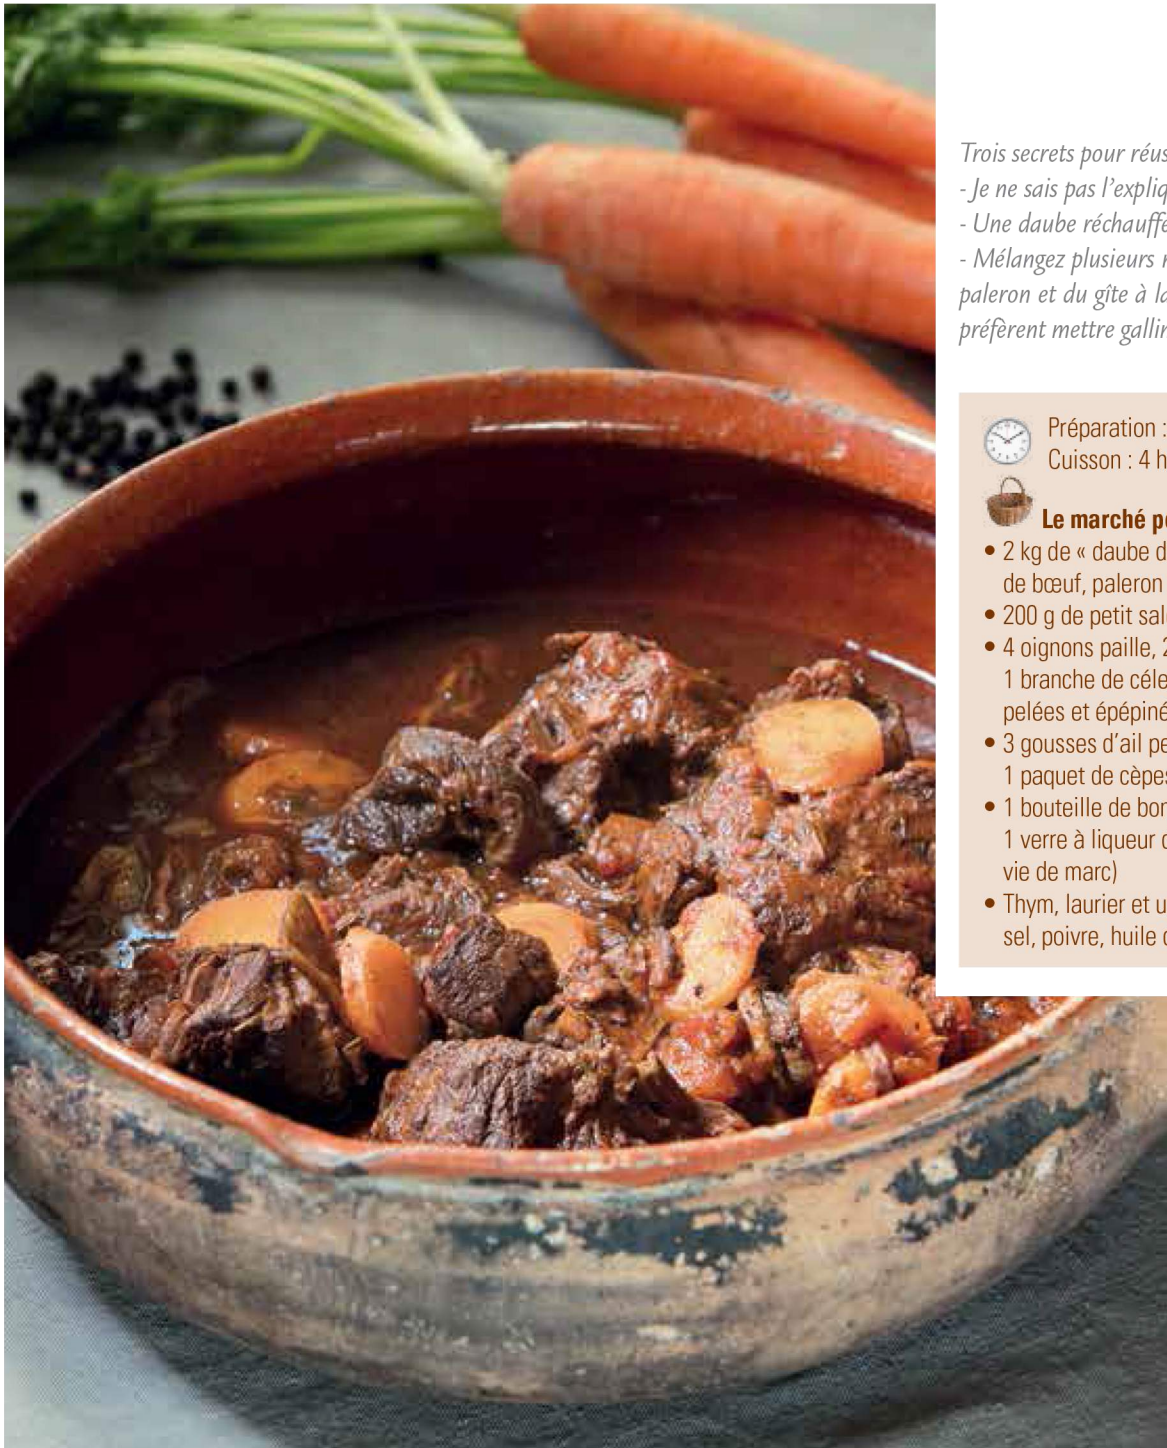 Trois secrets pour réus
- Je ne sais pas l'expliq
- Une daube réchauffé
- Mélangez plusieurs
paleron et du gîte à la
préfèrent mettre gallin
Préparation :
Cuisson : 4 h
Le marché po
• 2 kg de « daube d
de bœuf, paleron
• 200 g de petit sal
• 4 oignons paille, 2
1 branche de céle
pelées et épépiné
• 3 gousses d'ail pe
1 paquet de cèpes
• 1 bouteille de bon
1 verre à liqueur
vie de marc)
• Thym, laurier et u
sel, poivre, huile